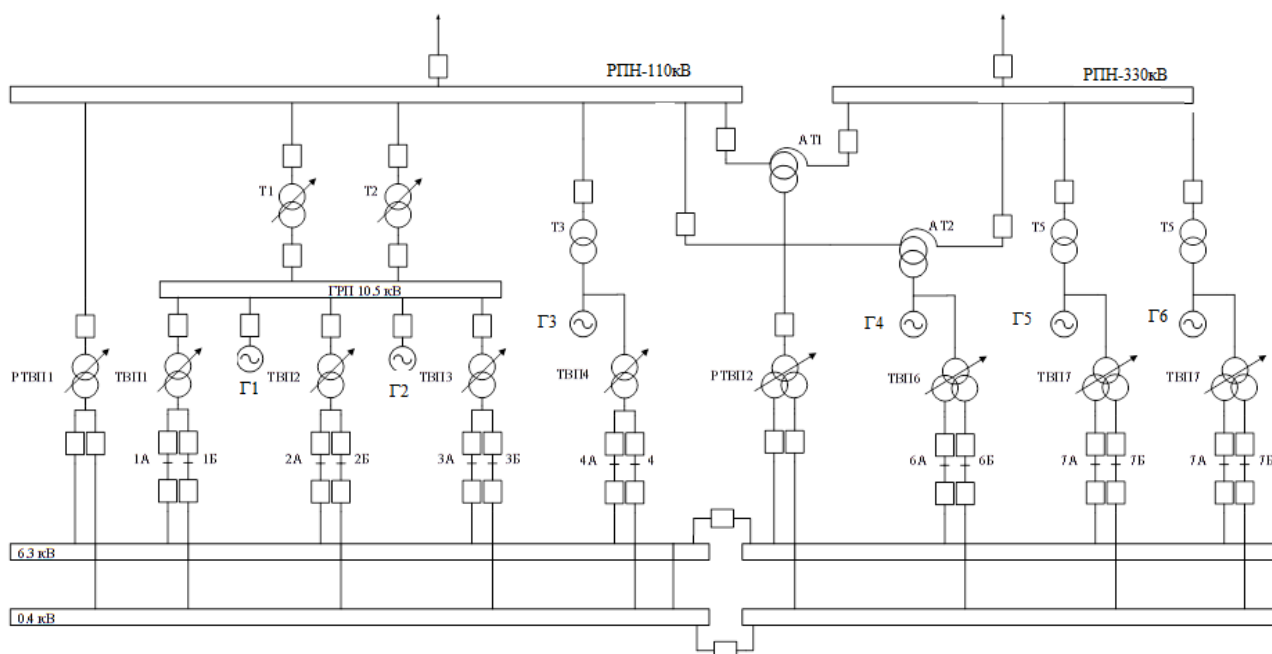 РПН-110кВ
РПН-330кВ
АТ1
Т1
Т2
Т3
АТ2
Т5
Т5
ГРП 10.5 кВ
Г3
Г4
Г5
Г6
РТВП1
ТВП1
Г1
ТВП2
Г2
ТВП3
ТВП4
РТВП2
ТВП6
ТВП7
ТВП7
1А
1Б
2А
2Б
3А
3Б
4А
4
6А
6Б
7А
7Б
7А
7Б
6.3 кВ
0.4 кВ